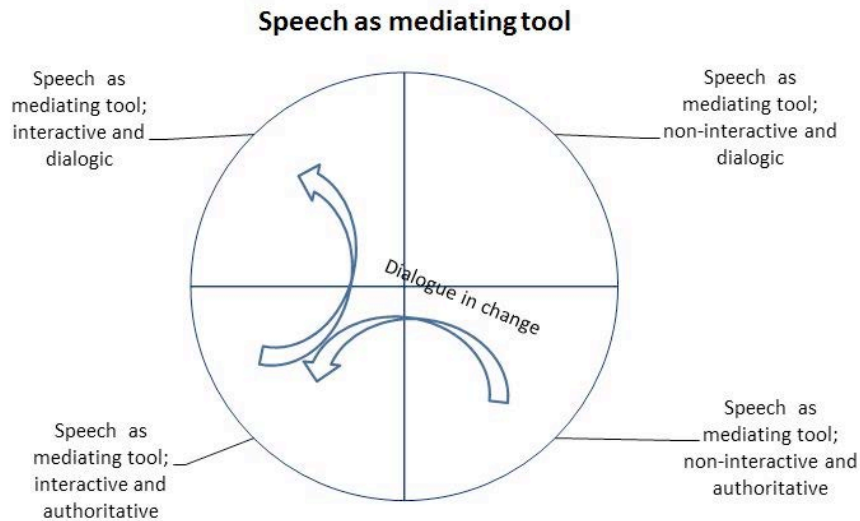 Speech as mediating tool
Speech as
mediating tool;
interactive and
dialogic
Speech as
mediating tool;
non-interactive and
dialogic
Dialogue in change
Speech as
mediating tool;
interactive and
authoritative
Speech as
mediating tool;
non-interactive and
authoritative